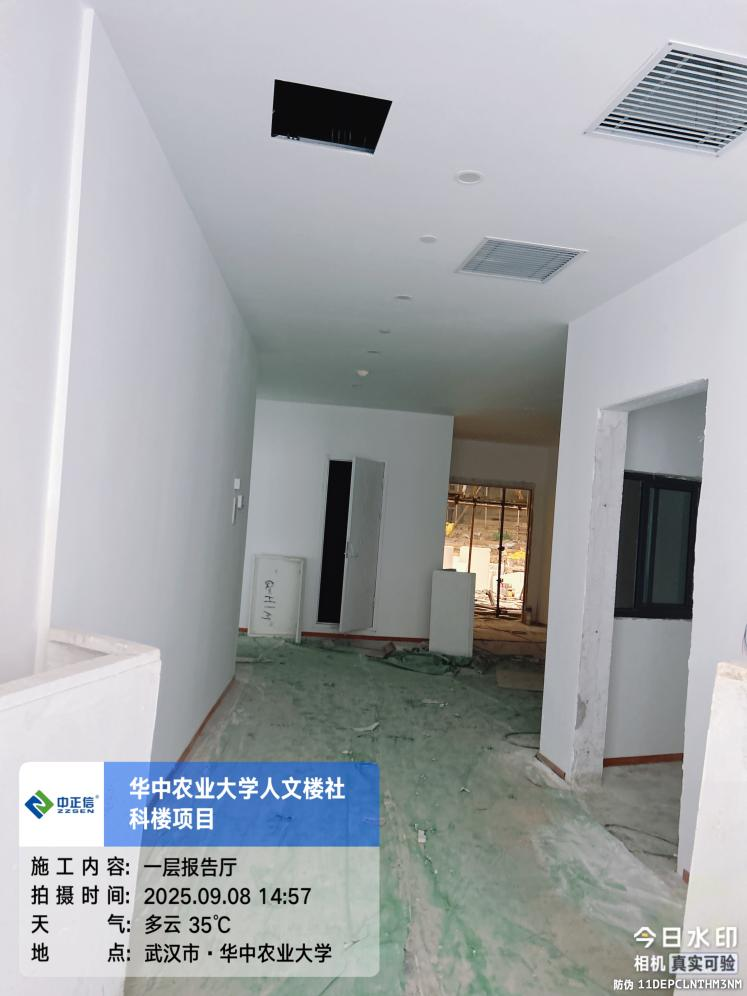 中正信®
ZZSEN
华中农业大学人文楼社
科楼项目
施工内容: 一层报告厅
拍摄时间: 2025.09.08 14:57
天气: 多云 35℃
地点: 武汉市·华中农业大学
今日水印
相机 真实可验
防伪 11DEPCLNTHM3NM